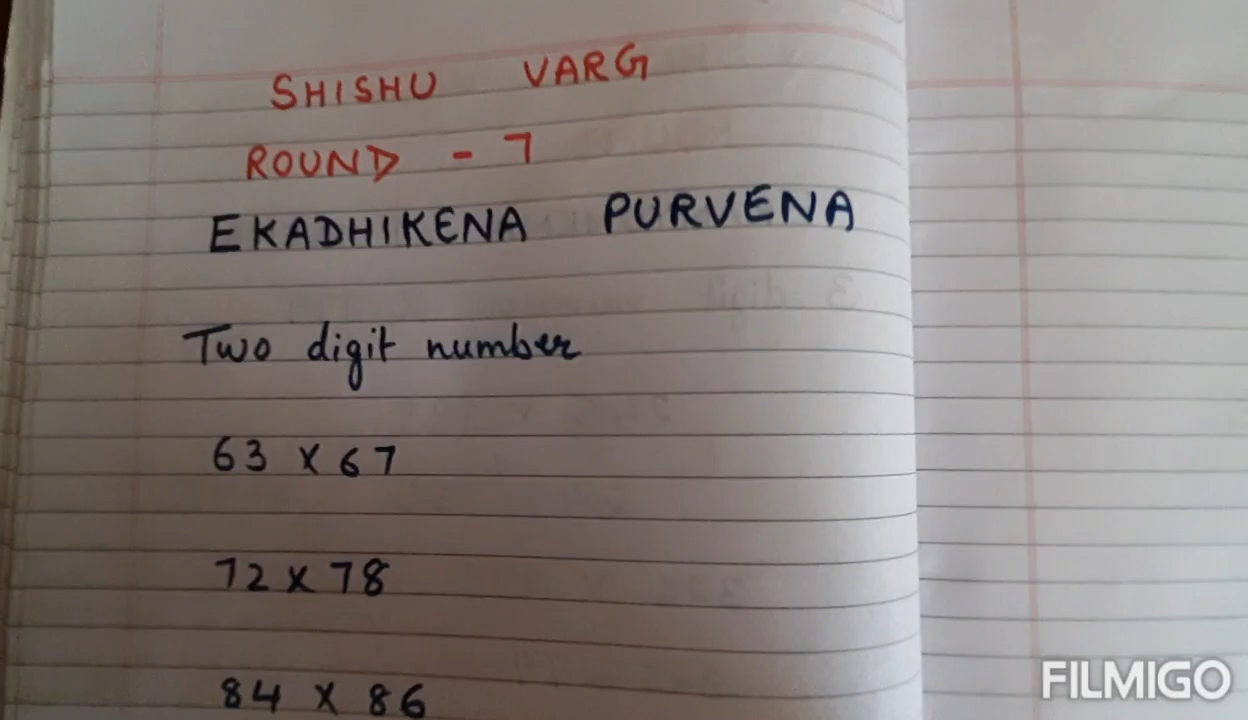 SHISHU VARG
ROUND - 7
EKADHIKENA PURVENA
Two digit number
63 x 67
72 x 78
84 x 86
FILMIGO